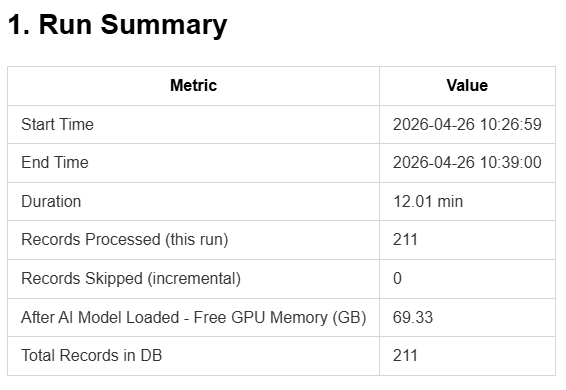 1. Run Summary
Metric Value
Start Time 2026-04-26 10:26:59
End Time 2026-04-26 10:39:00
Duration 12.01 min
Records Processed (this run) 211
Records Skipped (incremental) 0
After AI Model Loaded - Free GPU Memory (GB) 69.33
Total Records in DB 211